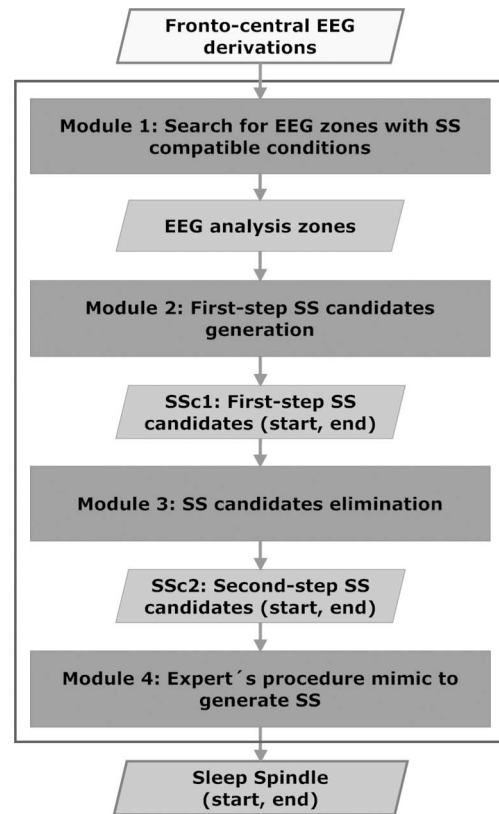 Fronto-central EEG
derivations
Module 1: Search for EEG zones with SS
compatible conditions
EEG analysis zones
Module 2: First-step SS candidates
generation
SSc1: First-step SS
candidates (start, end)
Module 3: SS candidates elimination
SSc2: Second-step SS
candidates (start, end)
Module 4: Expert´s procedure mimic to
generate SS
Sleep Spindle
(start, end)